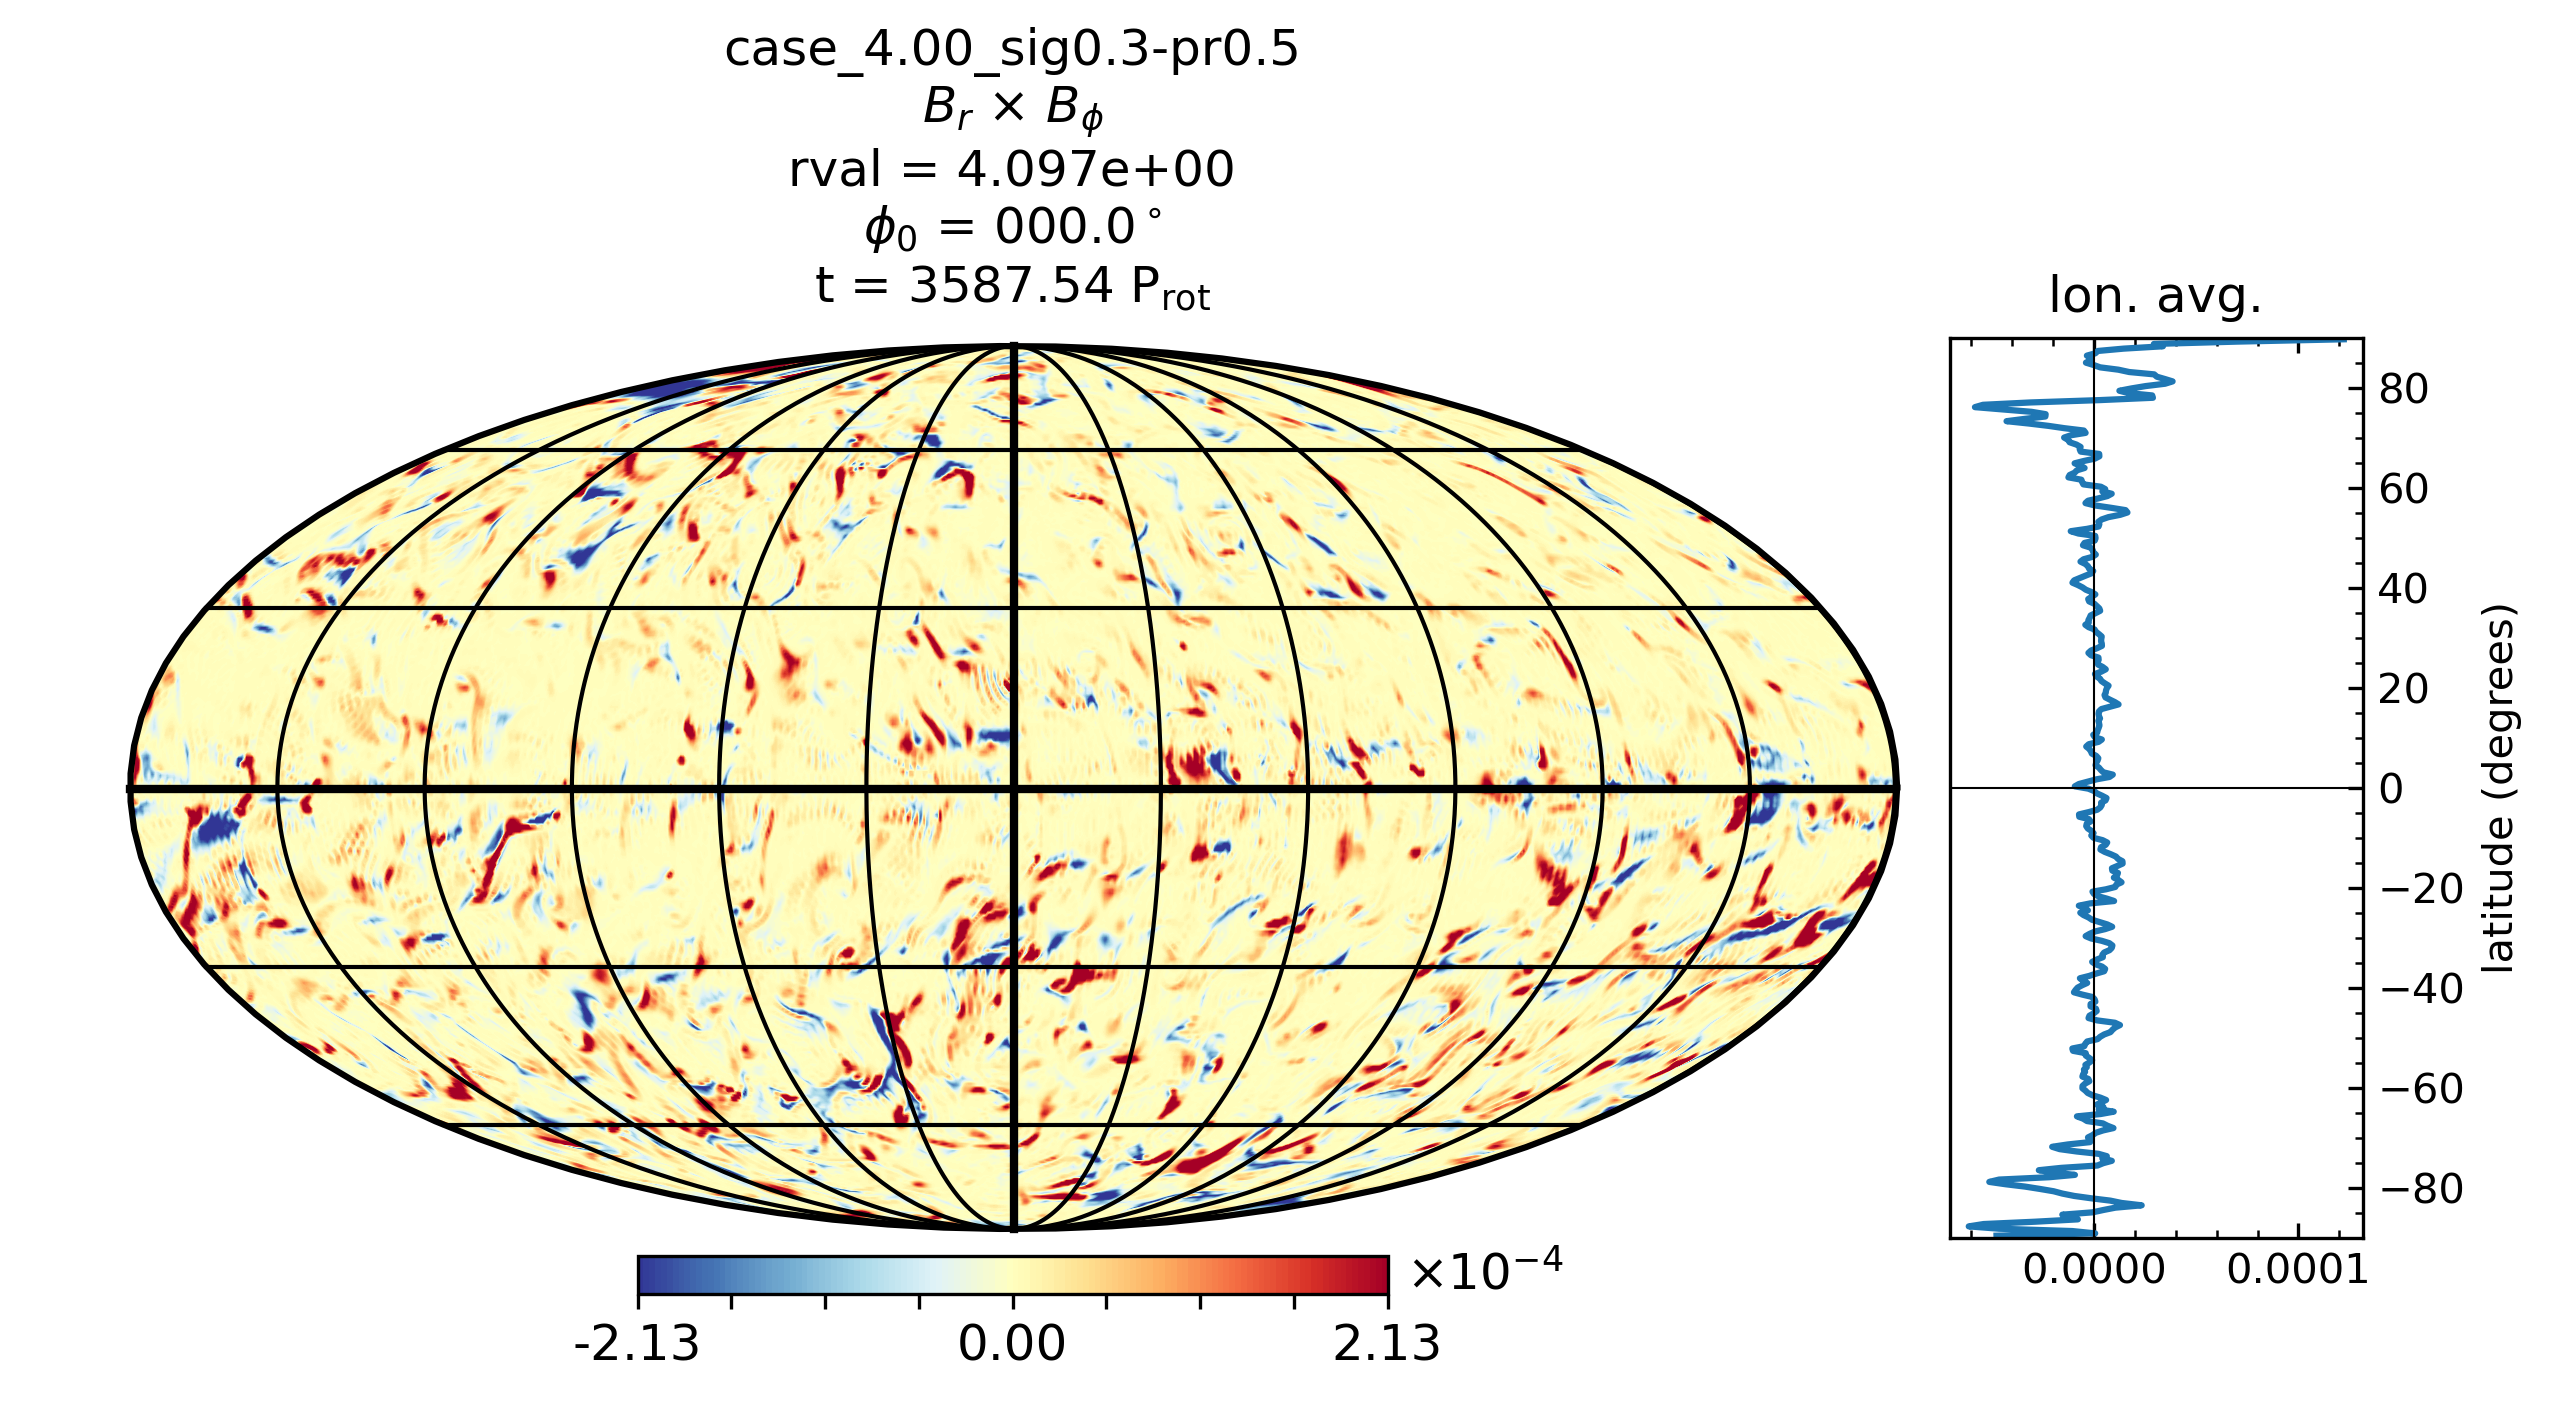 case_4.00_sig0.3-pr0.5
B_r × B_ϕ
rval = 4.097e+00
ϕ_0 = 000.0°
t = 3587.54 P_rot
lon. avg.
80
60
40
20
0
−20
−40
−60
−80
latitude (degrees)
0.0000 0.0001
×10^−4
-2.13 0.00 2.13